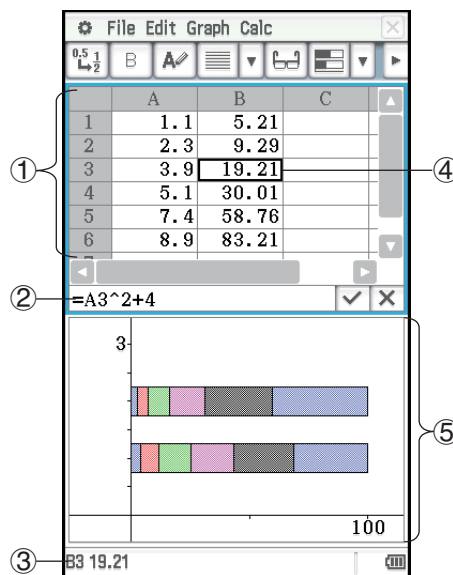 File Edit Graph Calc
0.5 1 2 B A
A B C
① 1 1.1 5.21
2 2.3 9.29
3 3.9 19.21 ④
4 5.1 30.01
5 7.4 58.76
6 8.9 83.21
② =A3^2+4
3
⑤
100
③ B3 19.21